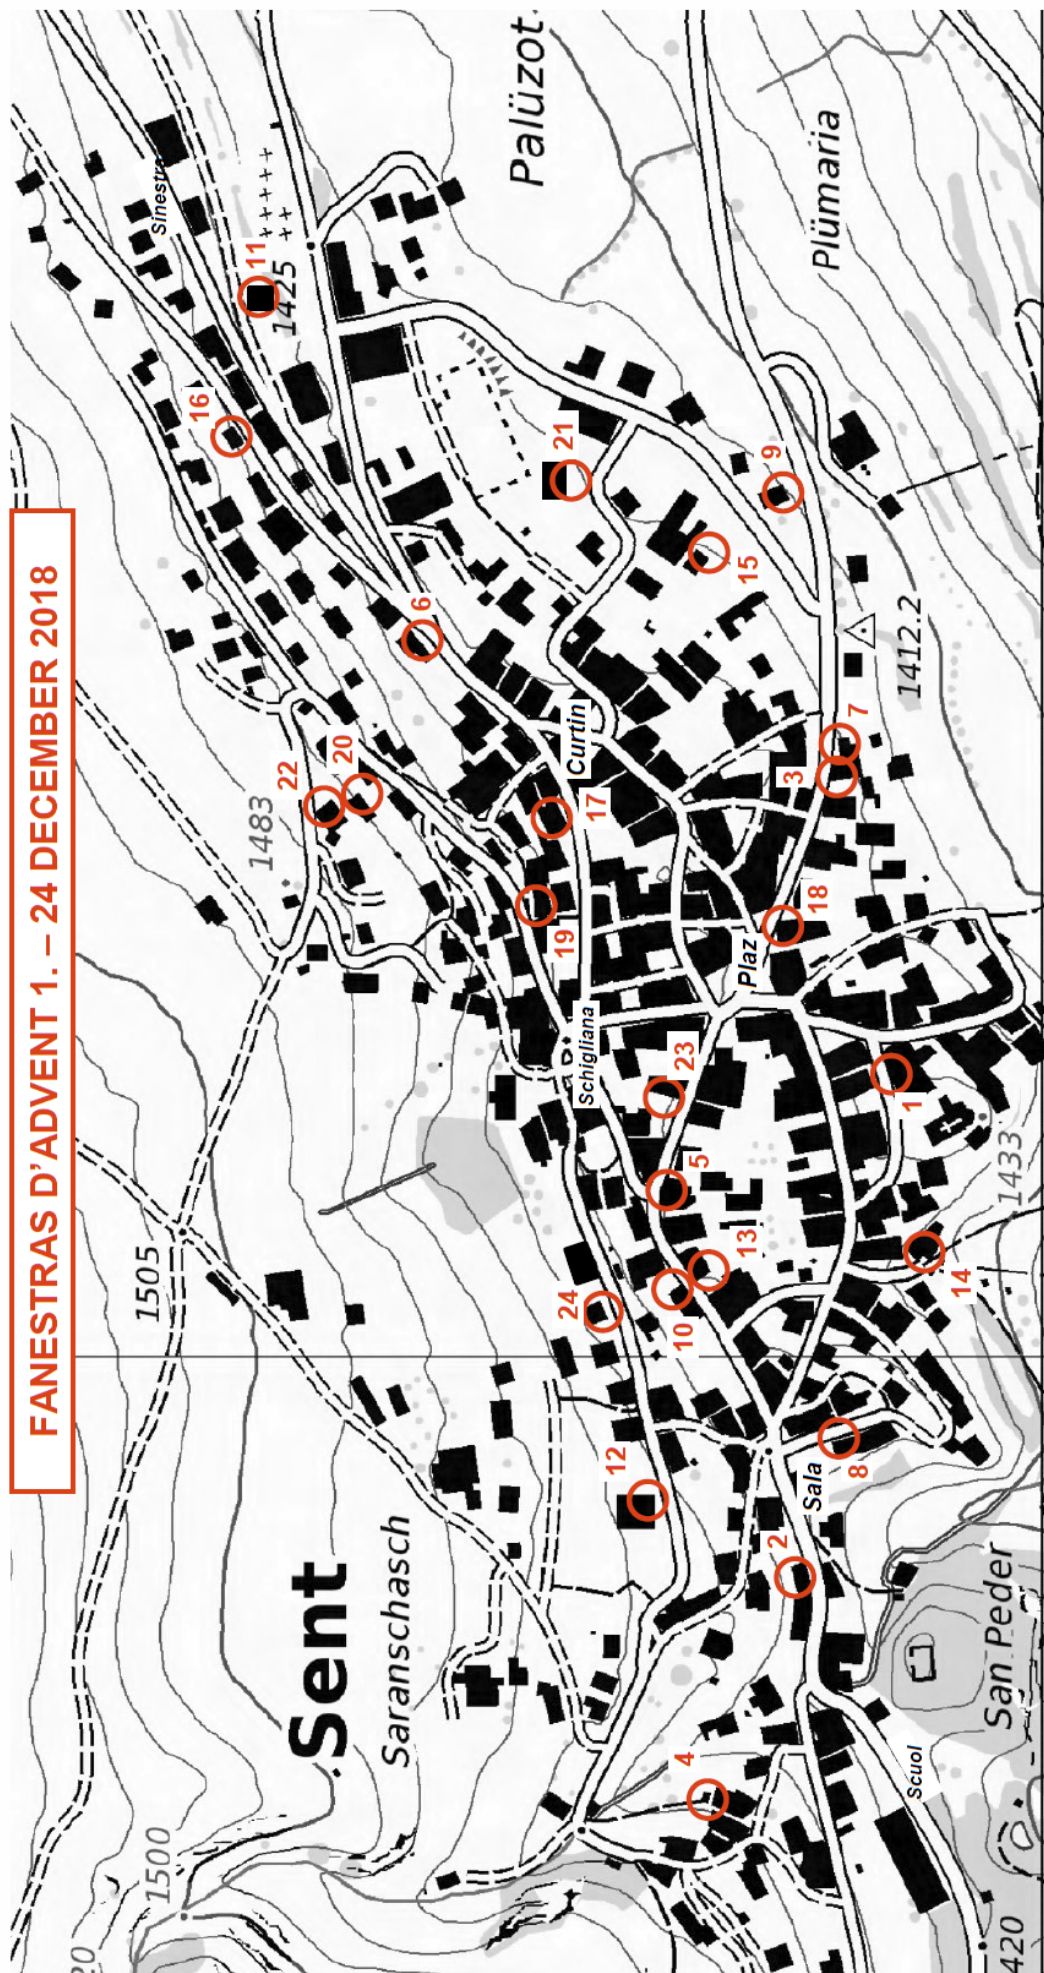 FANESTRAS D'ADVENT 1. – 24 DECEMBER 2018
Sinestra
11
1425
Palüzot
Plümaria
16
21
9
15
6
1412.2
22
20
1483
Curtin
7
3
17
19
18
Plaz
Schigliana
23
1
5
1433
13
14
1505
24
10
12
8
Sala
2
Sent
Saranschasch
San Peder
4
Scuol
1500
20
420